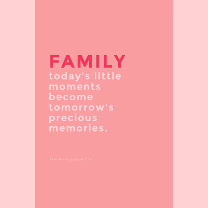 FAMILY
today's little
moments
become
tomorrow's
precious
memories.